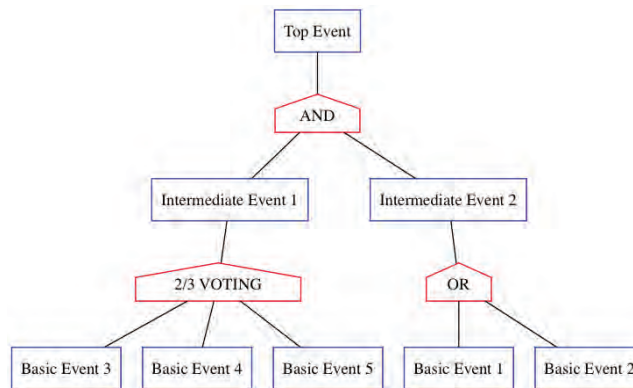 Top Event
AND
Intermediate Event 1
Intermediate Event 2
2/3 VOTING
OR
Basic Event 3
Basic Event 4
Basic Event 5
Basic Event 1
Basic Event 2